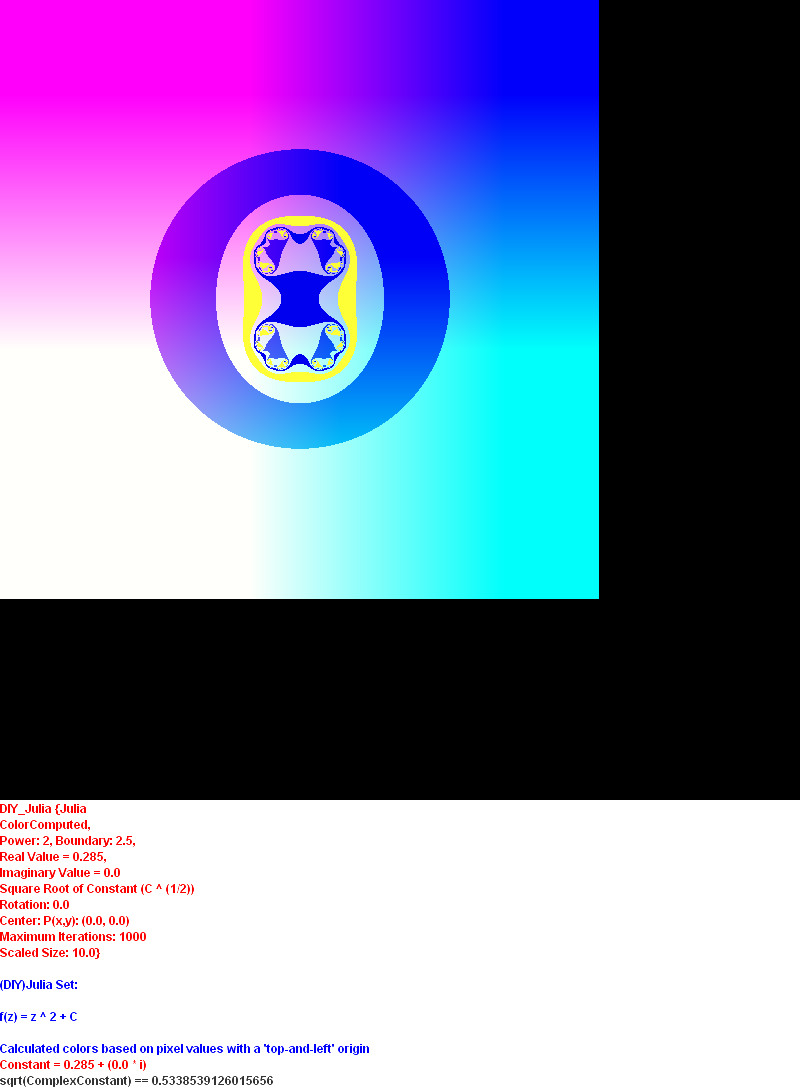 DIY_Julia {Julia
ColorComputed,
Power: 2, Boundary: 2.5,
Real Value = 0.285,
Imaginary Value = 0.0
Square Root of Constant (C ^ (1/2))
Rotation: 0.0
Center: P(x,y): (0.0, 0.0)
Maximum Iterations: 1000
Scaled Size: 10.0}
(DIY)Julia Set:
f(z) = z ^ 2 + C
Calculated colors based on pixel values with a 'top-and-left' origin
Constant = 0.285 + (0.0 * i)
sqrt(ComplexConstant) == 0.5338539126015656